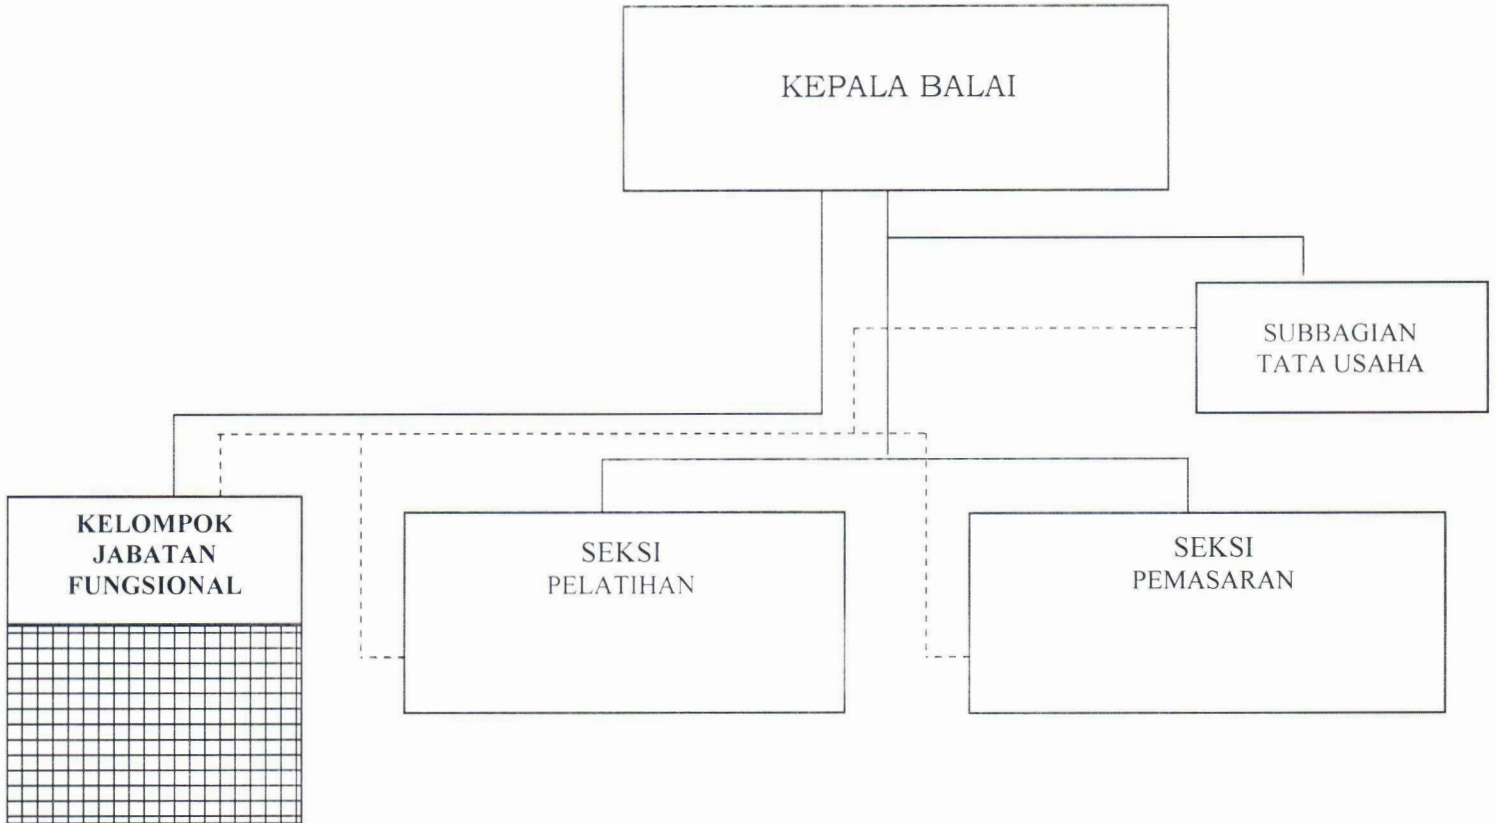 KEPALA BALAI
SUBBAGIAN
TATA USAHA
KELOMPOK
JABATAN
FUNGSIONAL
SEKSI
PELATIHAN
SEKSI
PEMASARAN